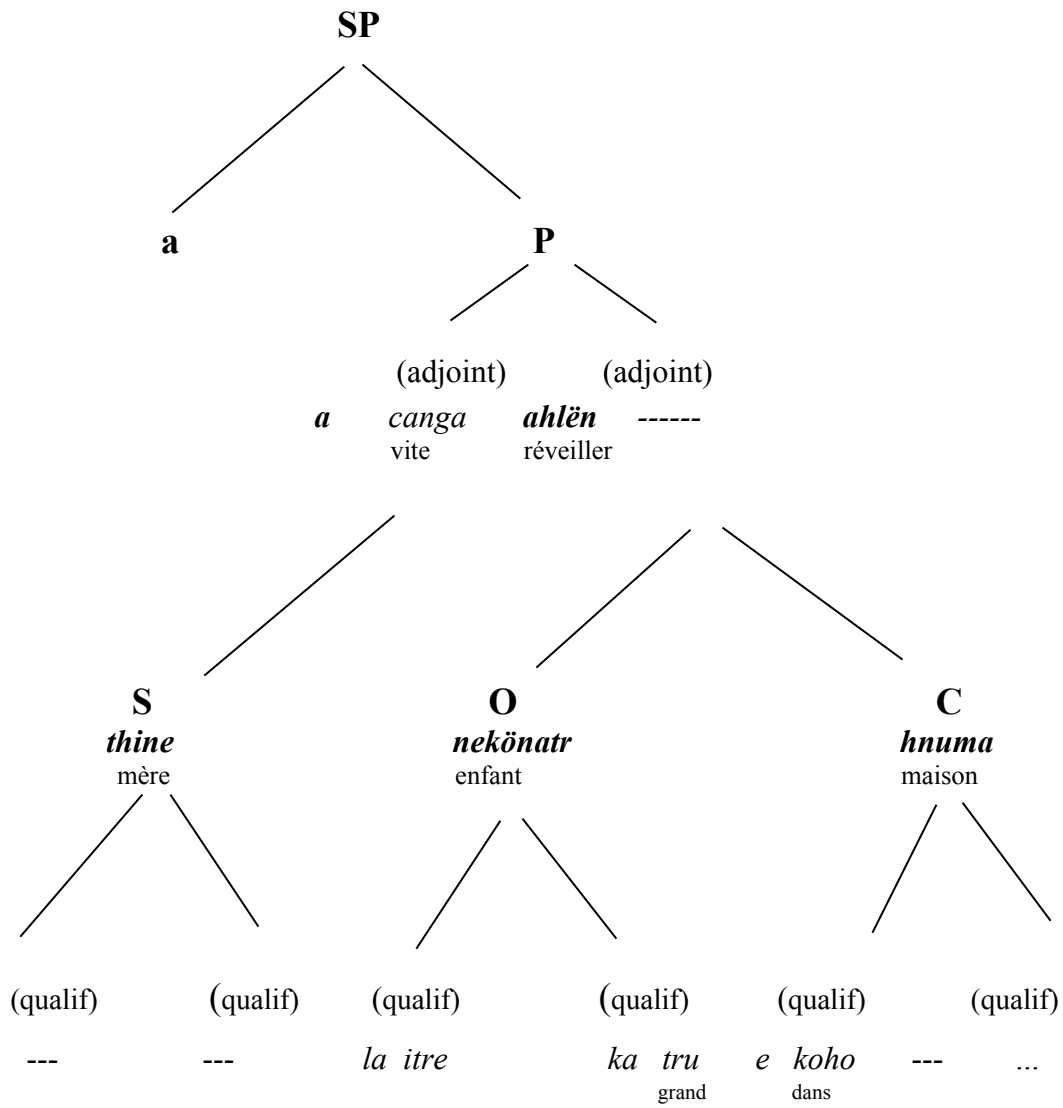 SP
a P
(adjoint) (adjoint)
a canga ahlën ------
vite réveiller
S O C
thine nekönatr hnuma
mère enfant maison
(qualif) (qualif) (qualif) (qualif) (qualif) (qualif)
--- --- la itre ka tru e koho --- ...
grand dans